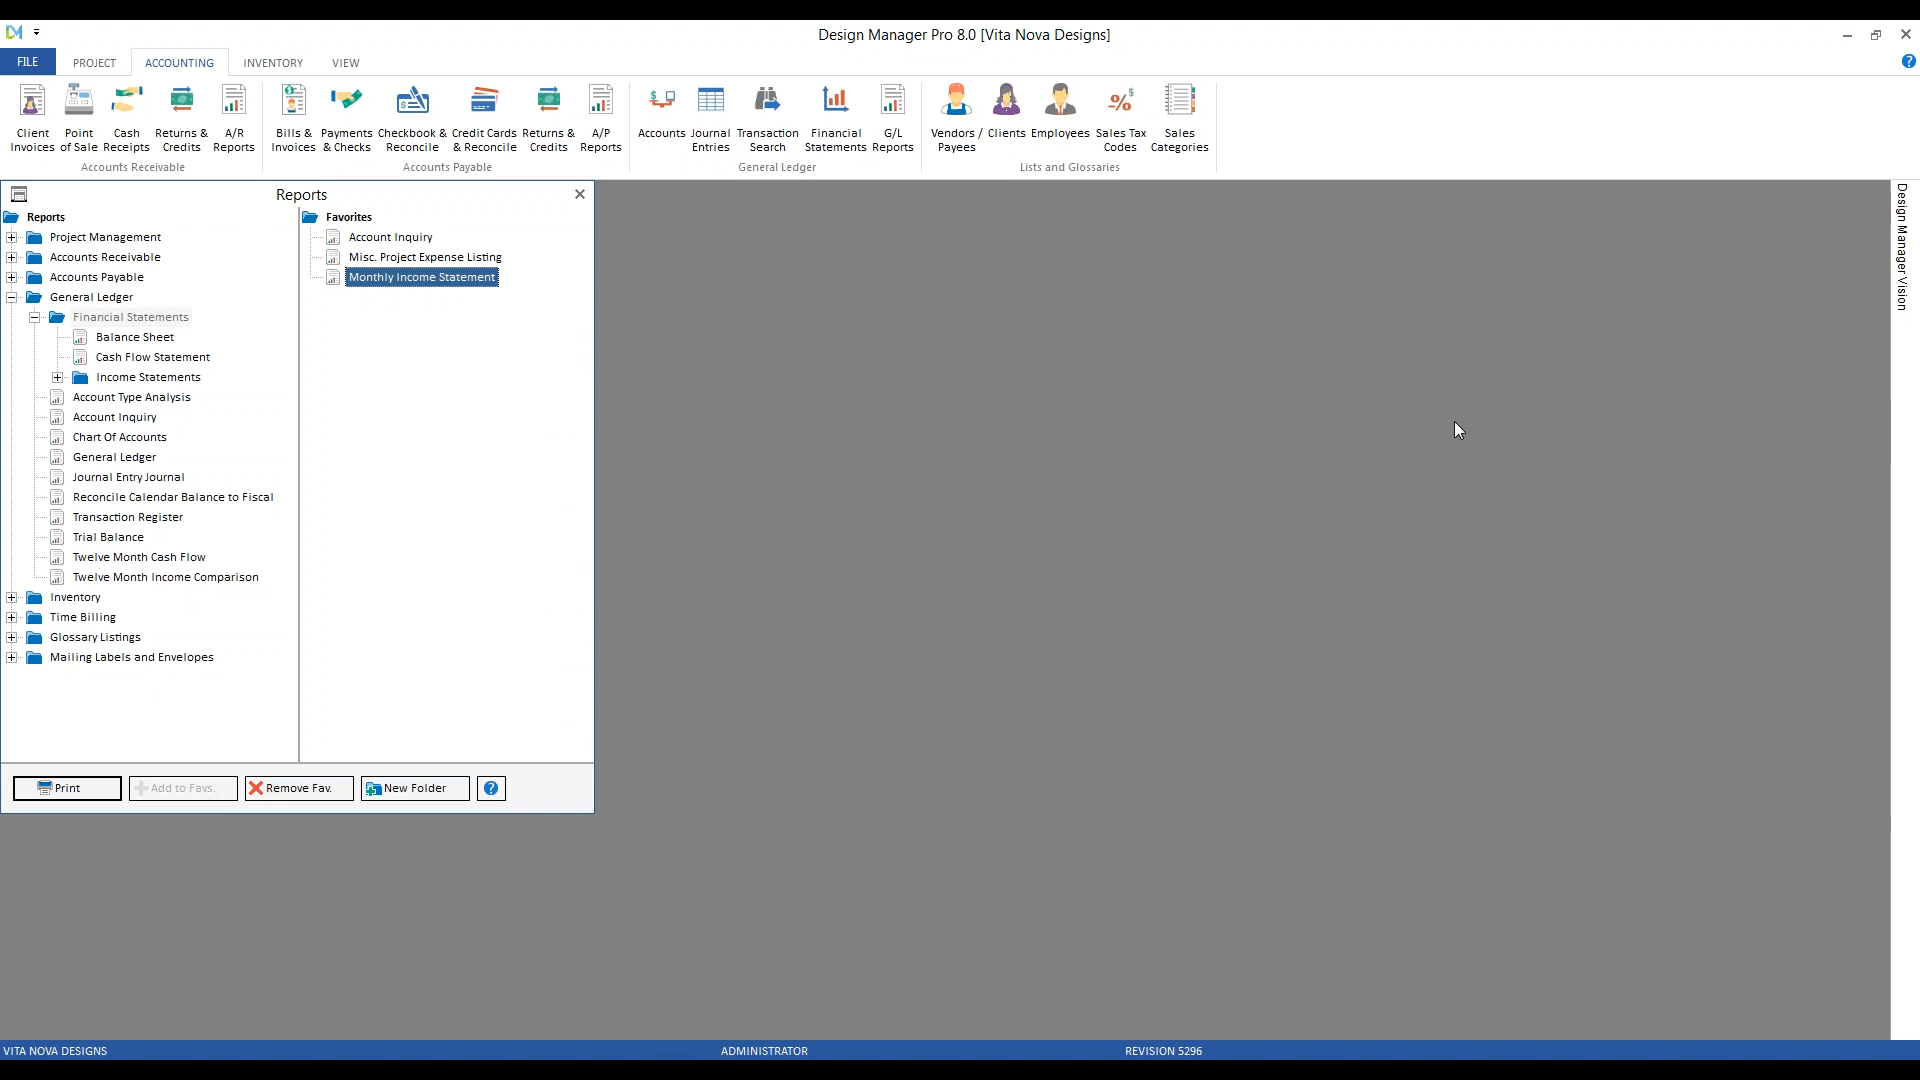 Design Manager Pro 8.0 [Vita Nova Designs]
FILE PROJECT ACCOUNTING INVENTORY VIEW
Client Invoices
Point of Sale
Cash Receipts
Returns & Credits
A/R Reports
Accounts Receivable
Bills & Invoices
Payments & Checks
Checkbook & Reconcile
Credit Cards & Reconcile
Returns & Credits
A/P Reports
Accounts Payable
Accounts
Journal Entries
Transaction Search
Financial Statements
G/L Reports
General Ledger
Vendors / Payees
Clients
Employees
Sales Tax Codes
Sales Categories
Lists and Glossaries
Reports
Reports
Project Management
Accounts Receivable
Accounts Payable
General Ledger
Financial Statements
Balance Sheet
Cash Flow Statement
Income Statements
Account Type Analysis
Account Inquiry
Chart Of Accounts
General Ledger
Journal Entry Journal
Reconcile Calendar Balance to Fiscal
Transaction Register
Trial Balance
Twelve Month Cash Flow
Twelve Month Income Comparison
Inventory
Time Billing
Glossary Listings
Mailing Labels and Envelopes
Favorites
Account Inquiry
Misc. Project Expense Listing
Monthly Income Statement
Print
Add to Favs.
Remove Fav.
New Folder
Design Manager Vision
VITA NOVA DESIGNS ADMINISTRATOR REVISION 5296